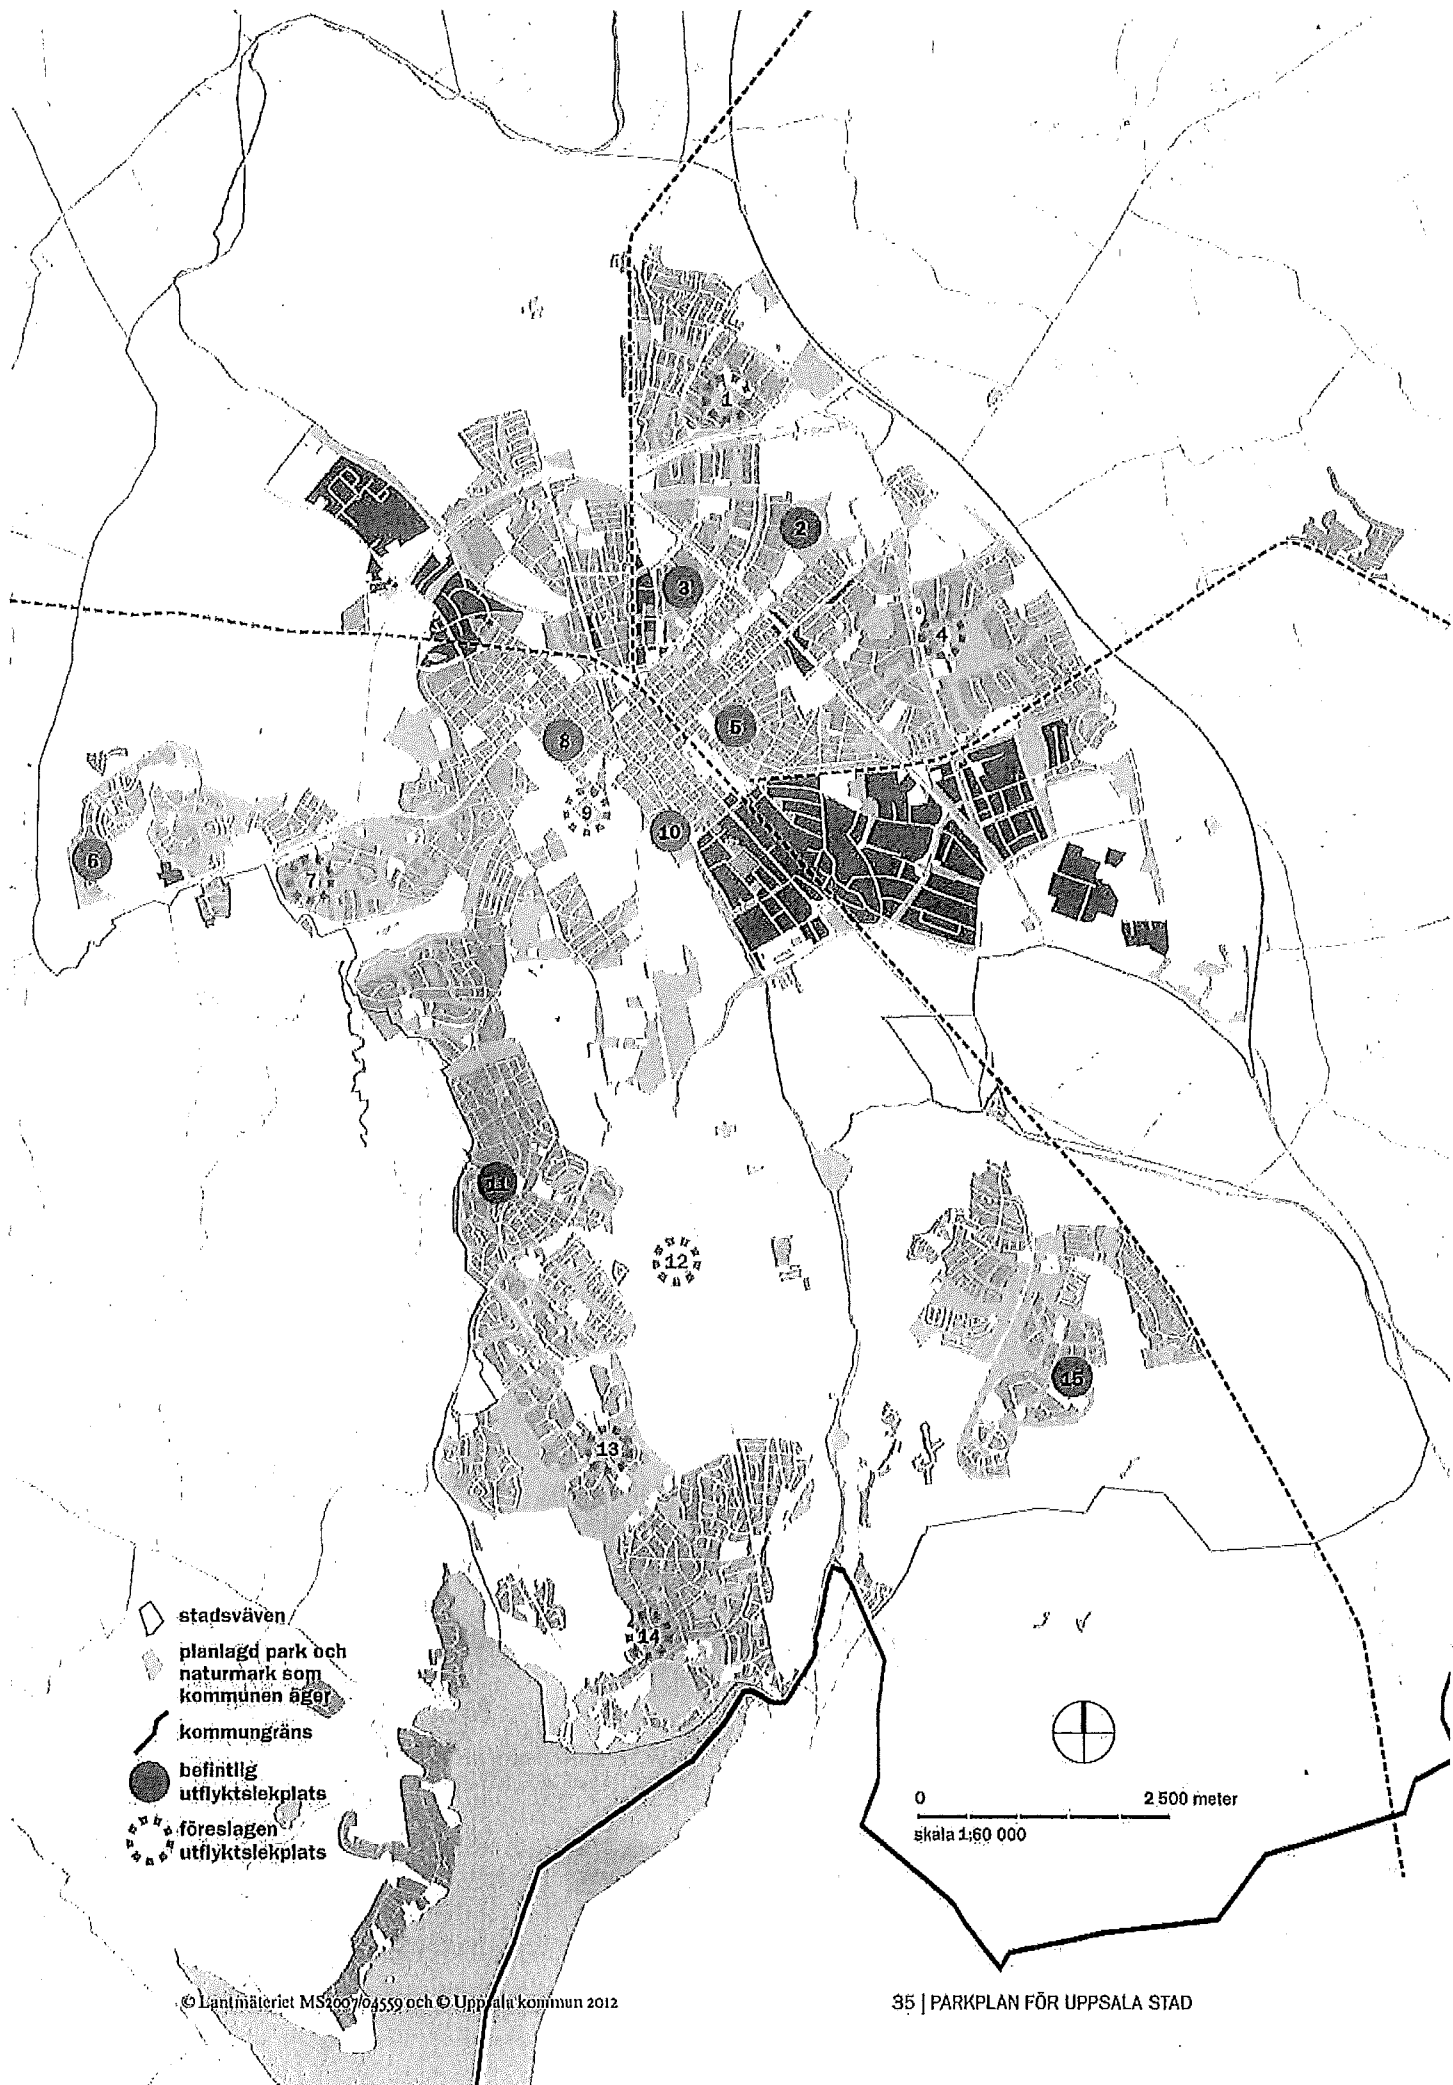 1
2
3
4
5
8
9
10
6
7
11
12
15
13
14
stadsväven
planlagd park och
naturmark som
kommunen äger
kommungräns
befintlig
utflyktslekplats
föreslagen
utflyktslekplats
0 2 500 meter
skala 1:60 000
© Lantmäteriet MS2007/04559 och © Uppsala kommun 2012
35 | PARKPLAN FÖR UPPSALA STAD